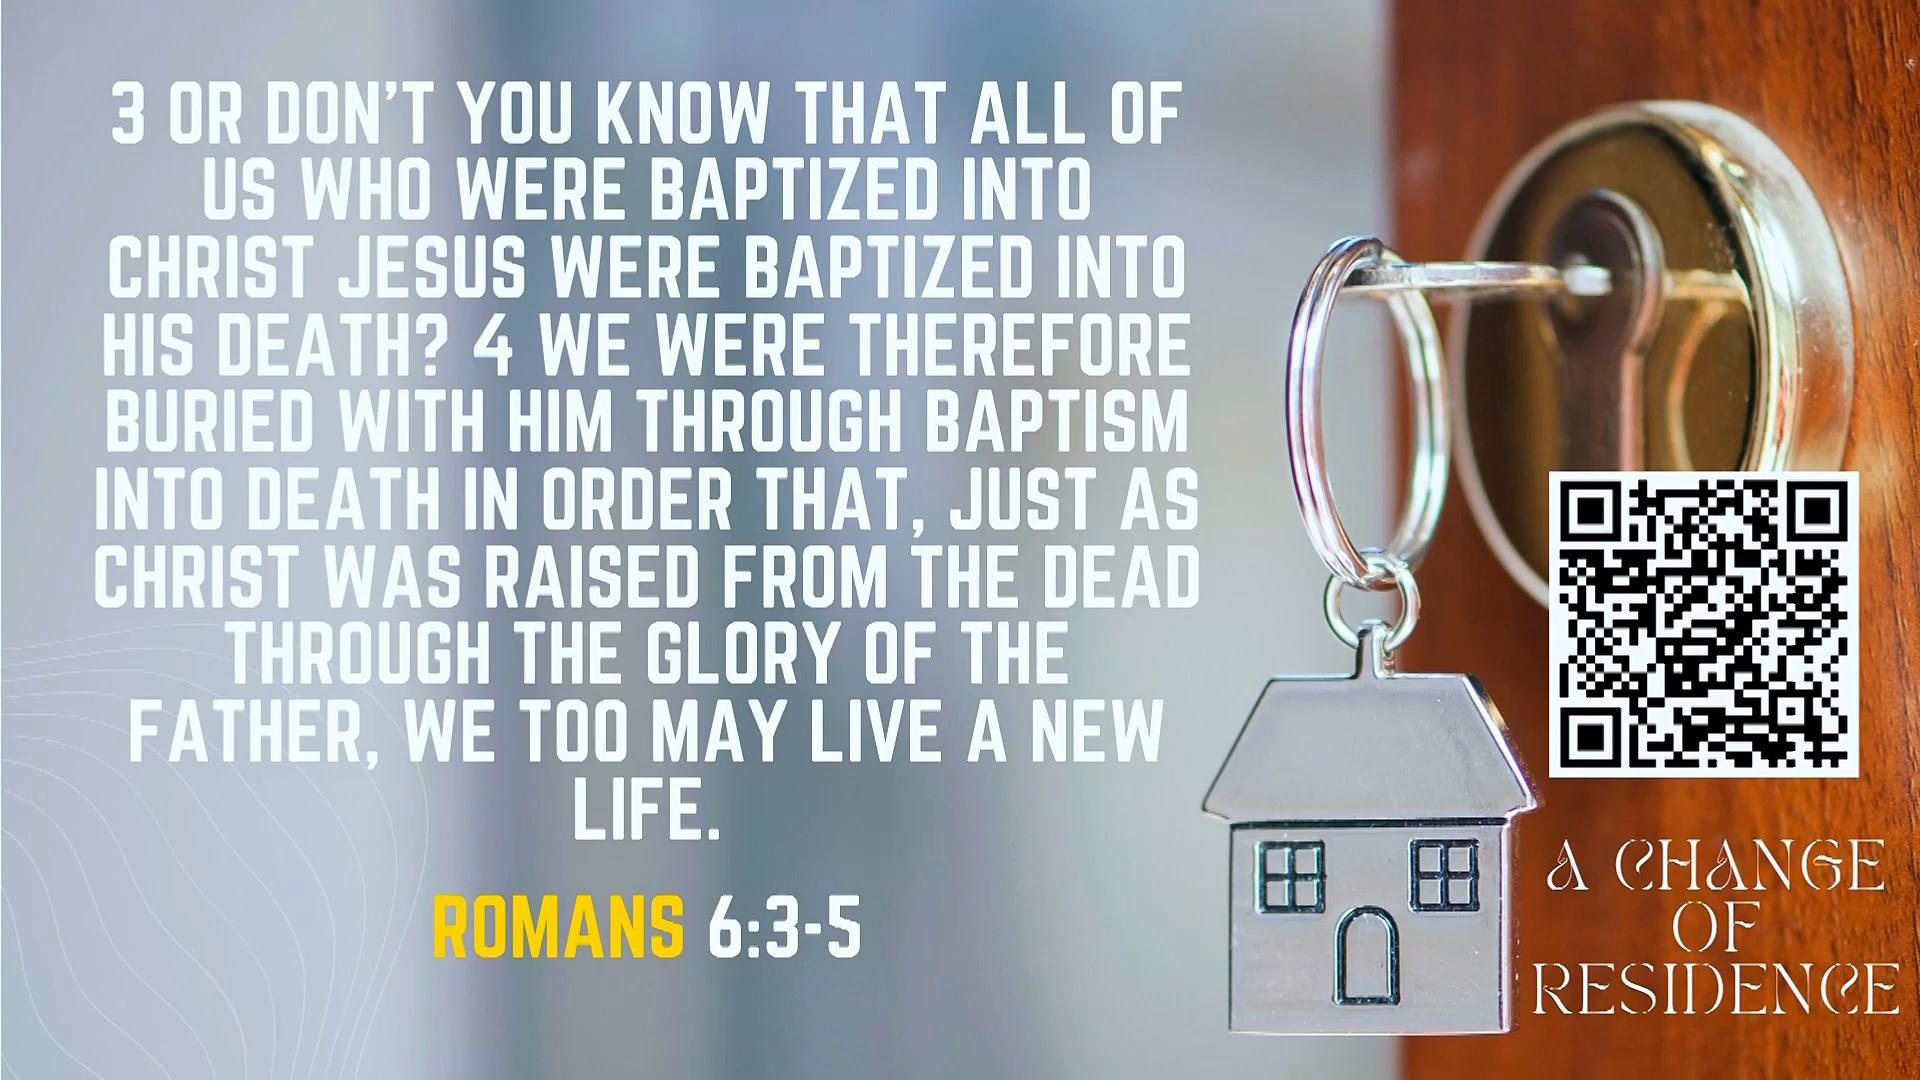 3 OR DON'T YOU KNOW THAT ALL OF
US WHO WERE BAPTIZED INTO
CHRIST JESUS WERE BAPTIZED INTO
HIS DEATH? 4 WE WERE THEREFORE
BURIED WITH HIM THROUGH BAPTISM
INTO DEATH IN ORDER THAT, JUST AS
CHRIST WAS RAISED FROM THE DEAD
THROUGH THE GLORY OF THE
FATHER, WE TOO MAY LIVE A NEW
LIFE.
ROMANS 6:3-5
A CHANGE
OF
RESIDENCE